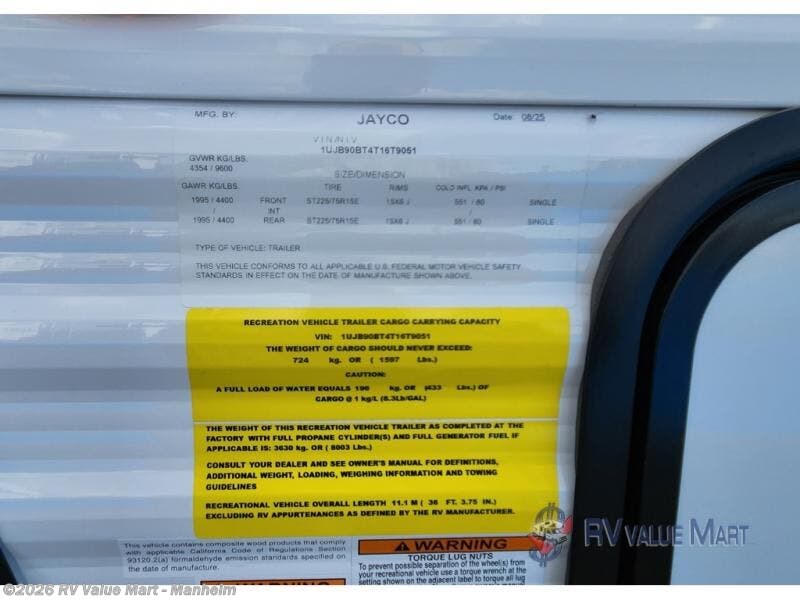 MFG. BY: JAYCO Date: 08/25
VIN/NIV
1UJB90BT4T16T9051
GVWR KG/LBS.
4354 / 9600
SIZE/DIMENSION
GAWR KG/LBS. TIRE RIMS COLD INFL. KPA / PSI
1995 / 4400 FRONT ST225/75R15E 15X6 J 551 / 80 SINGLE
/ INT /
1995 / 4400 REAR ST225/75R15E 15X6 J 551 / 80 SINGLE
TYPE OF VEHICLE: TRAILER
THIS VEHICLE CONFORMS TO ALL APPLICABLE U.S. FEDERAL MOTOR VEHICLE SAFETY
STANDARDS IN EFFECT ON THE DATE OF MANUFACTURE SHOWN ABOVE.
RECREATION VEHICLE TRAILER CARGO CARRYING CAPACITY
VIN: 1UJB90BT4T16T9051
THE WEIGHT OF CARGO SHOULD NEVER EXCEED:
724 kg. OR ( 1597 Lbs.)
CAUTION:
A FULL LOAD OF WATER EQUALS 196 kg. OR (433 Lbs.) OF
CARGO @ 1 kg/L (8.3Lb/GAL)
THE WEIGHT OF THIS RECREATION VEHICLE TRAILER AS COMPLETED AT THE
FACTORY WITH FULL PROPANE CYLINDER(S) AND FULL GENERATOR FUEL IF
APPLICABLE IS: 3630 kg. OR ( 8003 Lbs.)
CONSULT YOUR DEALER AND SEE OWNER'S MANUAL FOR DEFINITIONS,
ADDITIONAL WEIGHT, LOADING, WEIGHING INFORMATION AND TOWING
GUIDELINES
RECREATIONAL VEHICLE OVERALL LENGTH 11.1 M ( 36 FT. 3.75 IN.)
EXCLUDING RV APPURTENANCES AS DEFINED BY THE RV MANUFACTURER.
RV VALUE MART
This vehicle contains composite wood products that comply
with applicable California Code of Regulations Section
93120.2(a) formaldehyde emission standards specified on
the date of manufacture.
WARNING
TORQUE LUG NUTS
To prevent possible separation of the wheel(s) from
your recreational vehicle use a torque wrench at the
setting shown on the adjacent label to torque all lug
WARNING
©2026 RV Value Mart - Manheim